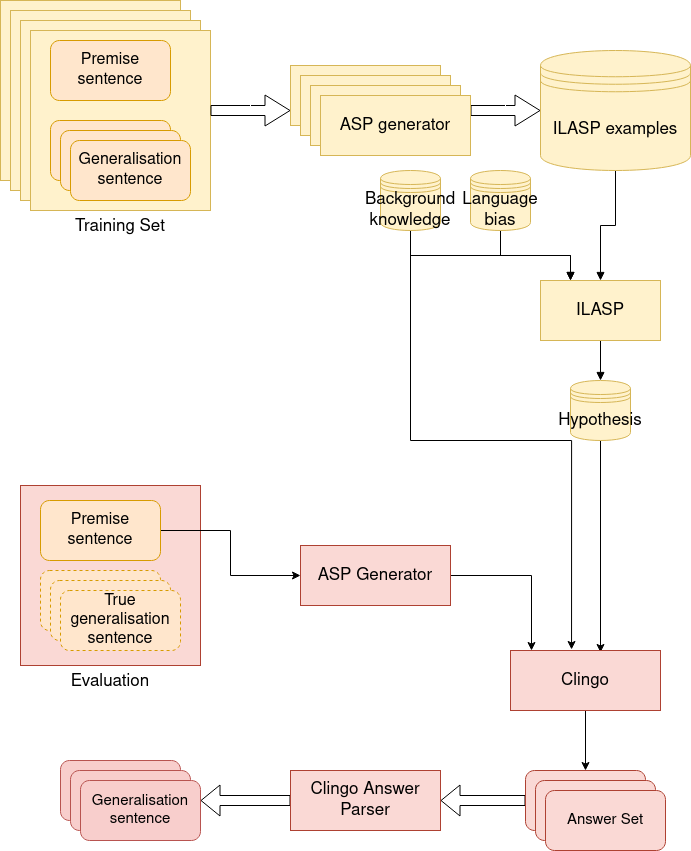 Premise
sentence
Generalisation
sentence
Training Set
ASP generator
ILASP examples
Background
knowledge
Language
bias
ILASP
Hypothesis
Premise
sentence
True
generalisation
sentence
Evaluation
ASP Generator
Clingo
Generalisation
sentence
Clingo Answer
Parser
Answer Set